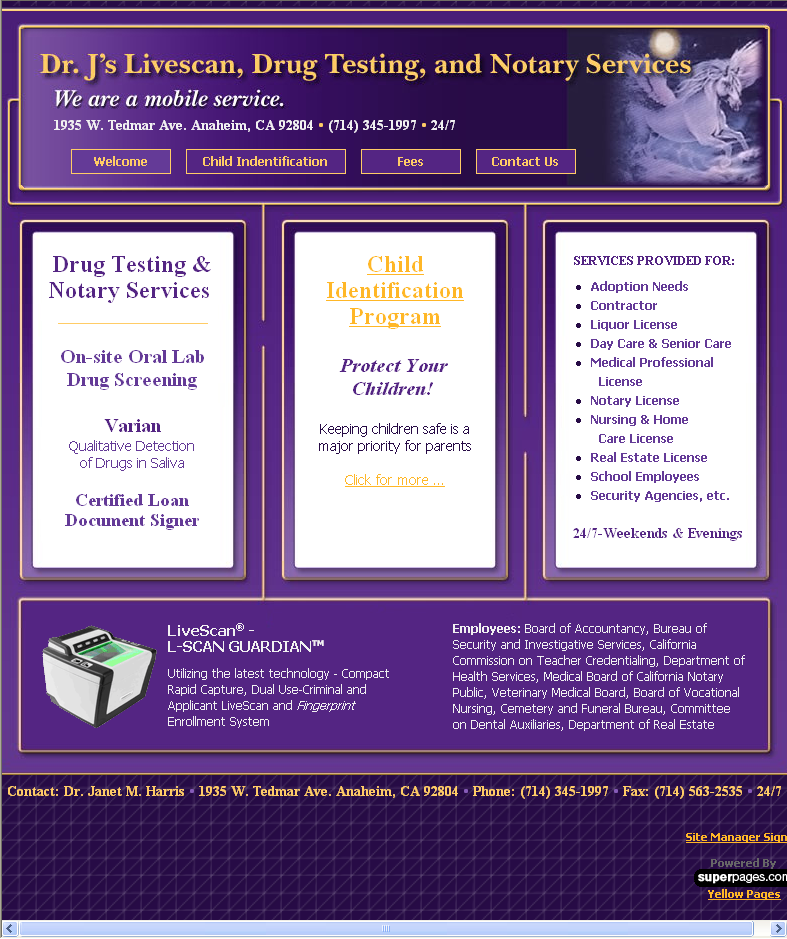 Dr. J's Livescan, Drug Testing, and Notary Services
We are a mobile service.
1935 W. Tedmar Ave. Anaheim, CA 92804 • (714) 345-1997 • 24/7
Welcome
Child Indentification
Fees
Contact Us
Drug Testing &
Notary Services
On-site Oral Lab
Drug Screening
Varian
Qualitative Detection
of Drugs in Saliva
Certified Loan
Document Signer
Child
Identification
Program
Protect Your
Children!
Keeping children safe is a
major priority for parents
Click for more ...
SERVICES PROVIDED FOR:
• Adoption Needs
• Contractor
• Liquor License
• Day Care & Senior Care
• Medical Professional
License
• Notary License
• Nursing & Home
Care License
• Real Estate License
• School Employees
• Security Agencies, etc.
24/7-Weekends & Evenings
LiveScan® -
L-SCAN GUARDIAN™
Utilizing the latest technology - Compact
Rapid Capture, Dual Use-Criminal and
Applicant LiveScan and Fingerprint
Enrollment System
Employees: Board of Accountancy, Bureau of
Security and Investigative Services, California
Commission on Teacher Credentialing, Department of
Health Services, Medical Board of California Notary
Public, Veterinary Medical Board, Board of Vocational
Nursing, Cemetery and Funeral Bureau, Committee
on Dental Auxiliaries, Department of Real Estate
Contact: Dr. Janet M. Harris • 1935 W. Tedmar Ave. Anaheim, CA 92804 • Phone: (714) 345-1997 • Fax: (714) 563-2535 • 24/7
Site Manager Sign
Powered By
superpages.com
Yellow Pages